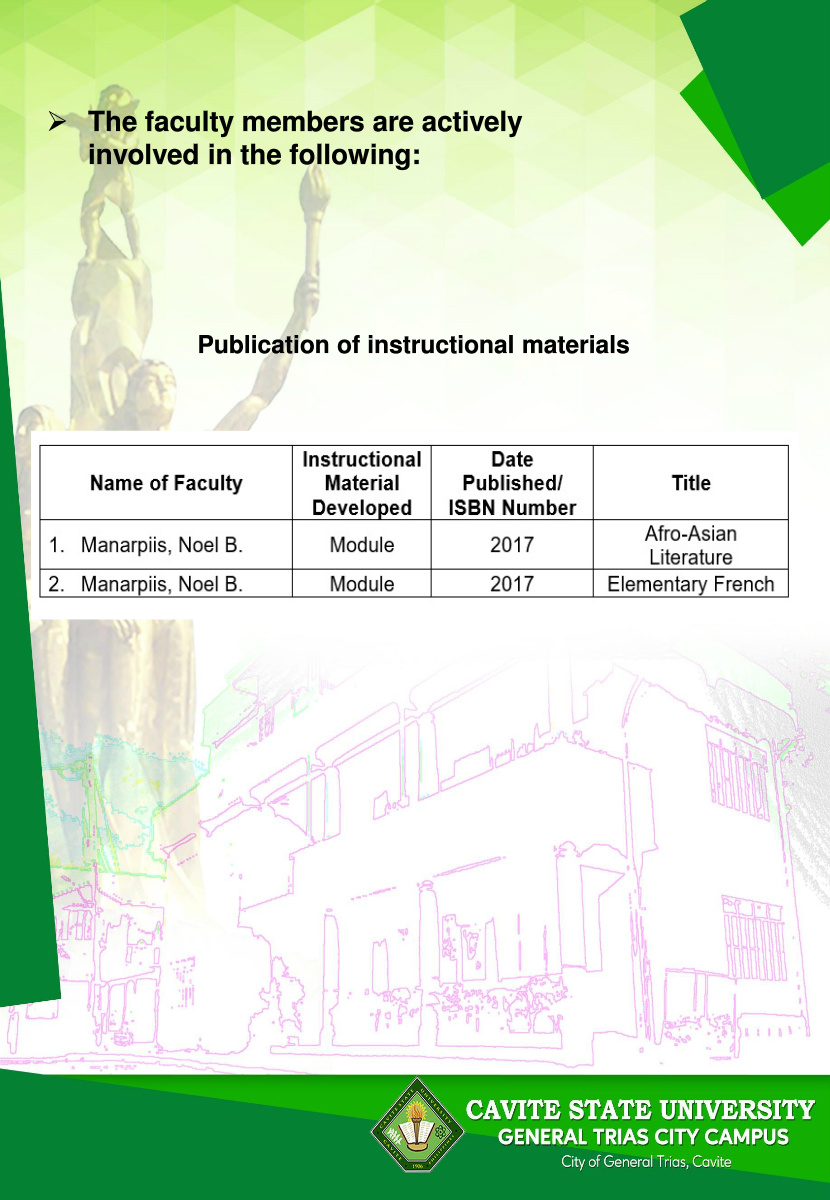 ➢ The faculty members are actively
involved in the following:
Publication of instructional materials
Name of Faculty
Instructional
Material
Developed
Date
Published/
ISBN Number
Title
1. Manarpiis, Noel B. Module 2017 Afro-Asian
Literature
2. Manarpiis, Noel B. Module 2017 Elementary French
CAVITE STATE UNIVERSITY
GENERAL TRIAS CITY CAMPUS
City of General Trias, Cavite
1906